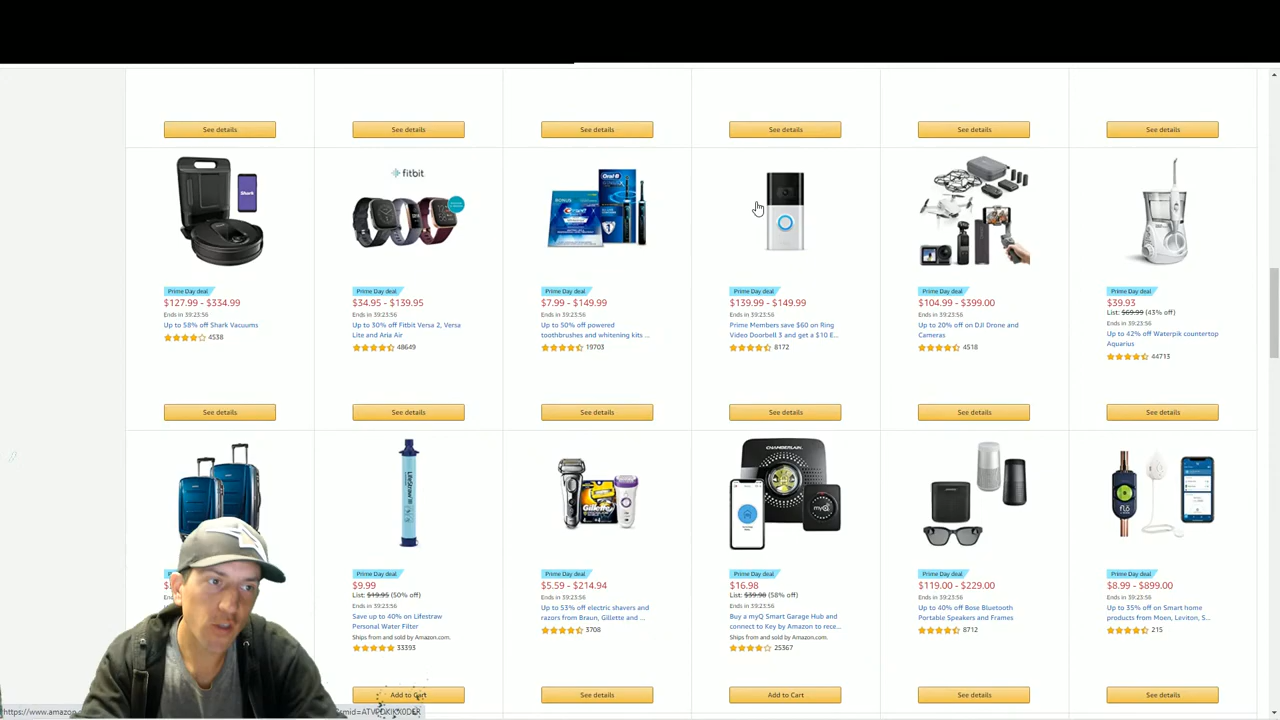 See details
See details
See details
See details
See details
See details
Shark
fitbit
Oral-B
Prime Day deal
$127.99 - $334.99
Ends in 39:23:56
Up to 58% off Shark Vacuums
4538
See details
Prime Day deal
$34.95 - $139.95
Ends in 39:23:56
Up to 30% off Fitbit Versa 2, Versa
Lite and Aria Air
48649
See details
Prime Day deal
$7.99 - $149.99
Ends in 39:23:56
Up to 50% off powered
toothbrushes and whitening kits ...
19703
See details
Prime Day deal
$139.99 - $149.99
Ends in 39:23:56
Prime Members save $60 on Ring
Video Doorbell 3 and get a $10 E...
8172
See details
Prime Day deal
$104.99 - $399.00
Ends in 39:23:56
Up to 20% off on DJI Drone and
Cameras
4518
See details
Prime Day deal
$39.93
List: $69.99 (43% off)
Ends in 39:23:56
Up to 42% off Waterpik countertop
Aquarius
44713
See details
LifeStraw
Gillette
CHAMBERLAIN
myQ
flo
Prime Day deal
$9.99
List: $19.95 (50% off)
Ends in 39:23:56
Save up to 40% on Lifestraw
Personal Water Filter
Ships from and sold by Amazon.com.
33393
Add to Cart
Prime Day deal
$5.59 - $214.94
Ends in 39:23:56
Up to 53% off electric shavers and
razors from Braun, Gillette and ...
3708
See details
Prime Day deal
$16.98
List: $39.98 (58% off)
Ends in 39:23:56
Buy a myQ Smart Garage Hub and
connect to Key by Amazon to rece...
Ships from and sold by Amazon.com.
25367
Add to Cart
Prime Day deal
$119.00 - $229.00
Ends in 39:23:56
Up to 40% off Bose Bluetooth
Portable Speakers and Frames
8712
See details
Prime Day deal
$8.99 - $899.00
Ends in 39:23:56
Up to 35% off on Smart home
products from Moen, Leviton, S...
215
See details
https://www.amazon